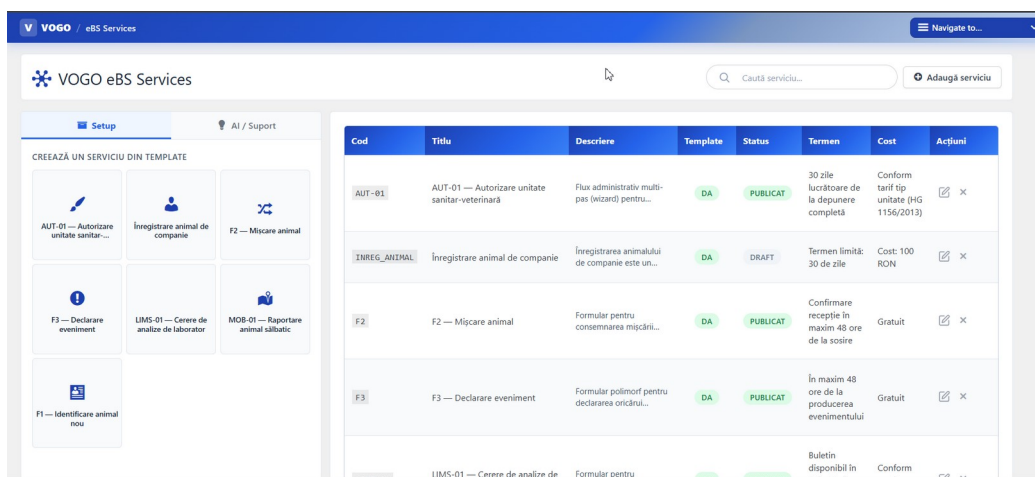 V VOGO / eBS Services
Navigate to...
VOGO eBS Services
Caută serviciu...
Adaugă serviciu
Setup
AI / Suport
CREEAZĂ UN SERVICIU DIN TEMPLATE
AUT-01 — Autorizare
unitate sanitar-...
Înregistrare animal de
companie
F2 — Mișcare animal
F3 — Declarare
eveniment
LIMS-01 — Cerere de
analize de laborator
MOB-01 — Raportare
animal sălbatic
F1 — Identificare animal
nou
Cod Titlu Descriere Template Status Termen Cost Acțiuni
AUT-01
AUT-01 — Autorizare unitate
sanitar-veterinară
Flux administrativ multi-
pas (wizard) pentru...
DA
PUBLICAT
30 zile
lucrătoare de
la depunere
completă
Conform
tarif tip
unitate (HG
1156/2013)
INREG_ANIMAL
Înregistrare animal de companie
Înregistrarea animalului
de companie este un...
DA
DRAFT
Termen limită:
30 de zile
Cost: 100
RON
F2
F2 — Mișcare animal
Formular pentru
consemnarea mișcării...
DA
PUBLICAT
Confirmare
recepție în
maxim 48 ore
de la sosire
Gratuit
F3
F3 — Declarare eveniment
Formular polimorf pentru
declararea oricărui...
DA
PUBLICAT
În maxim 48
ore de la
producerea
evenimentului
Gratuit
LIMS-01 — Cerere de analize de
Formular pentru
Buletin
disponibil în
Conform